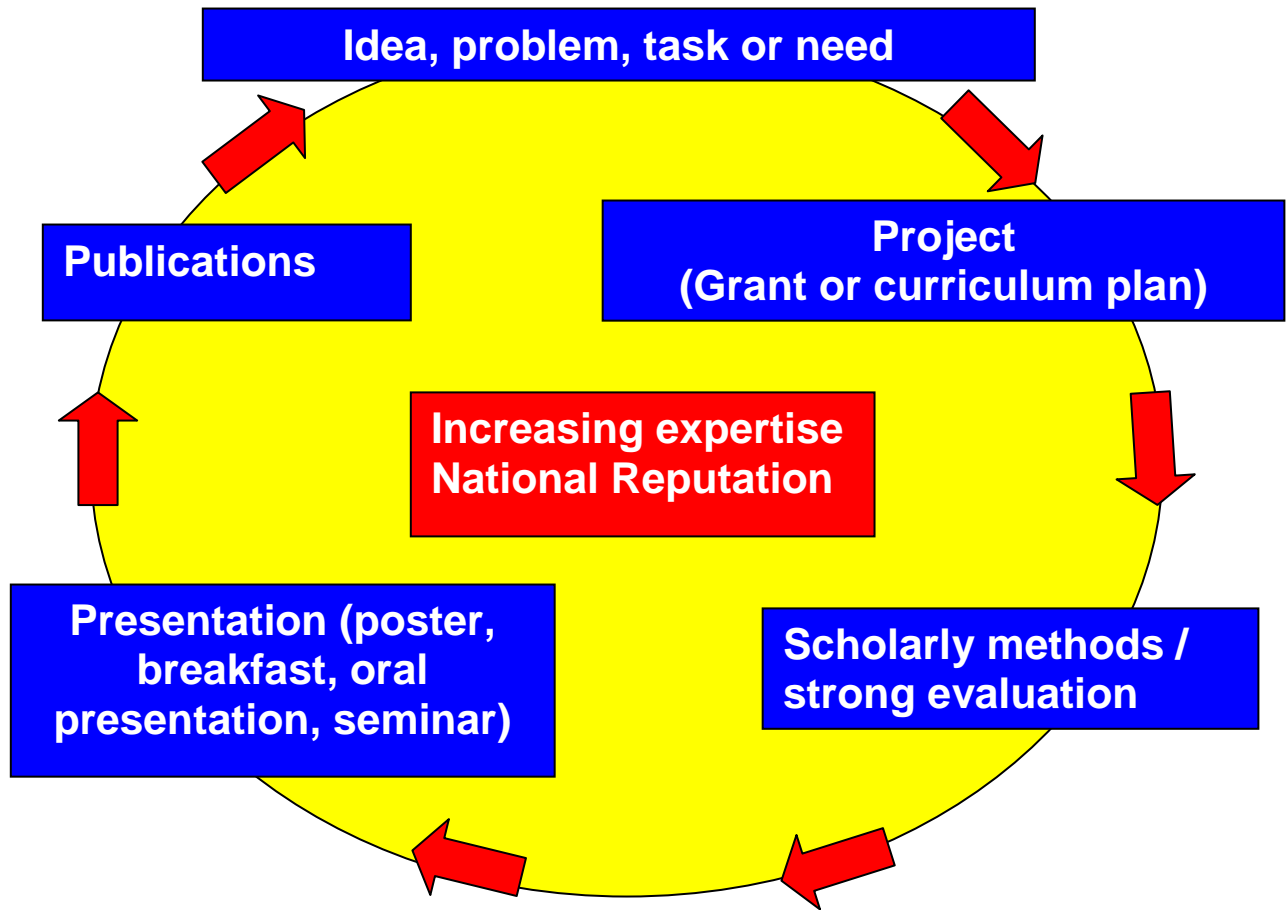 Idea, problem, task or need
Project
(Grant or curriculum plan)
Publications
Increasing expertise
National Reputation
Presentation (poster,
breakfast, oral
presentation, seminar)
Scholarly methods /
strong evaluation